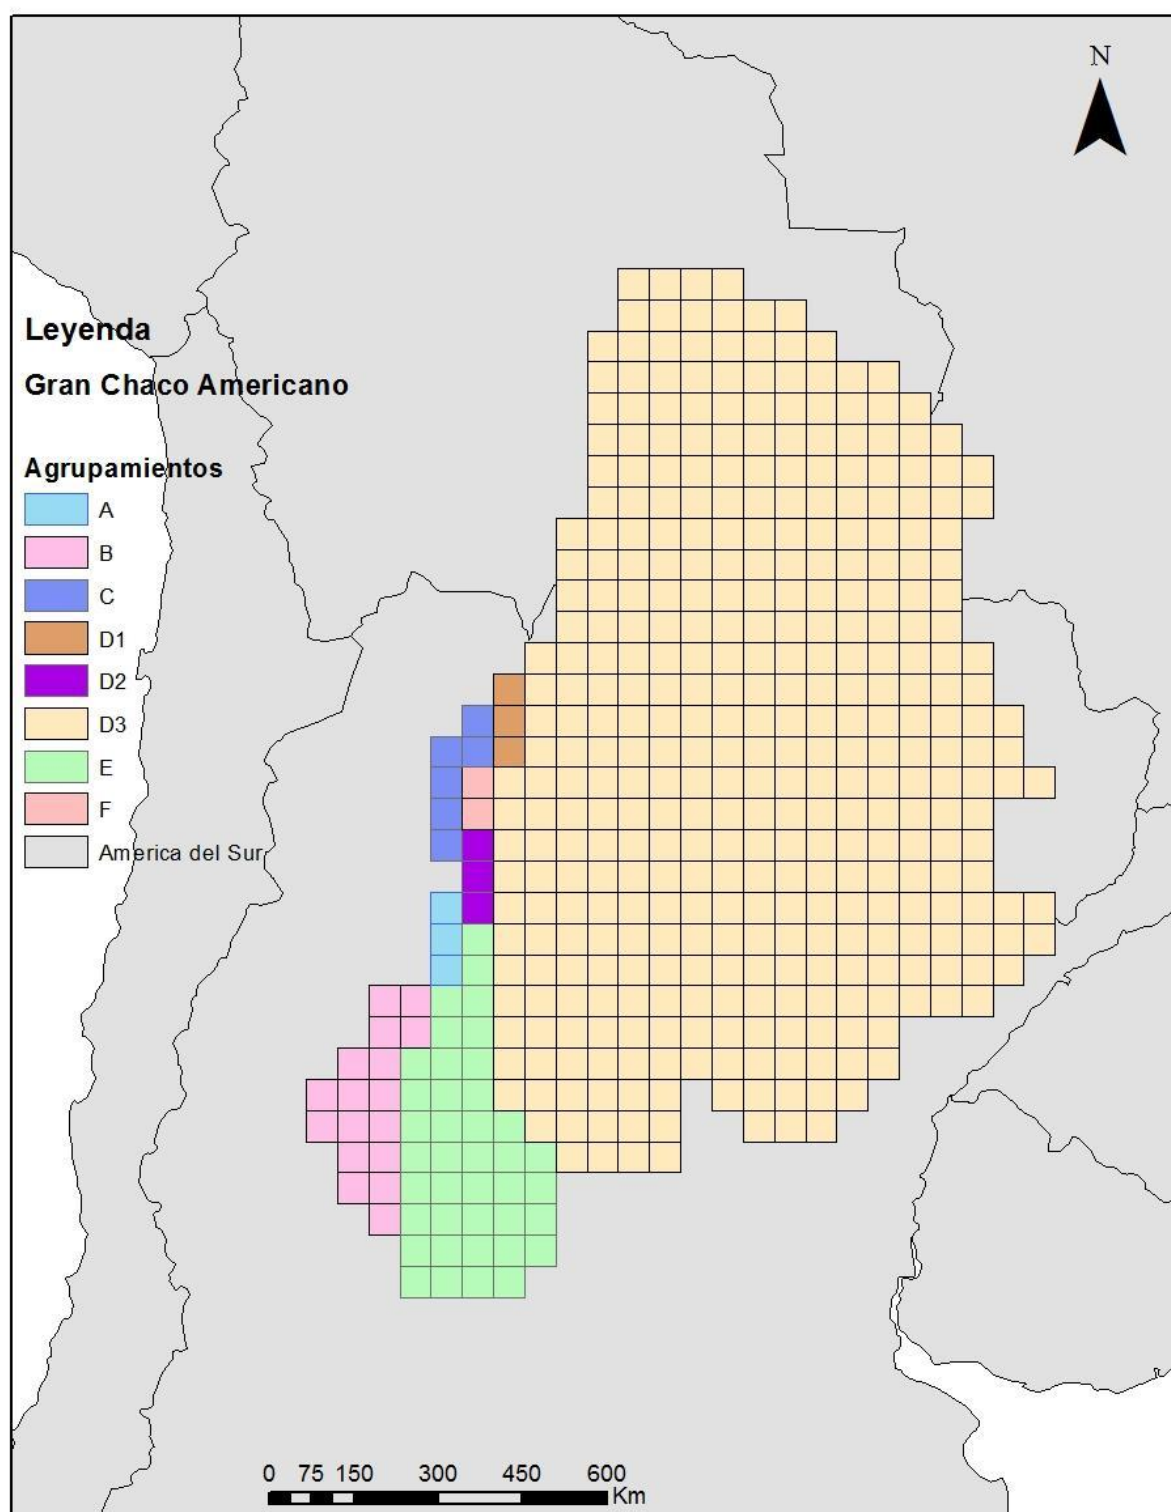 N
Leyenda
Gran Chaco Americano
Agrupamientos
A
B
C
D1
D2
D3
E
F
America del Sur
0 75 150 300 450 600
Km